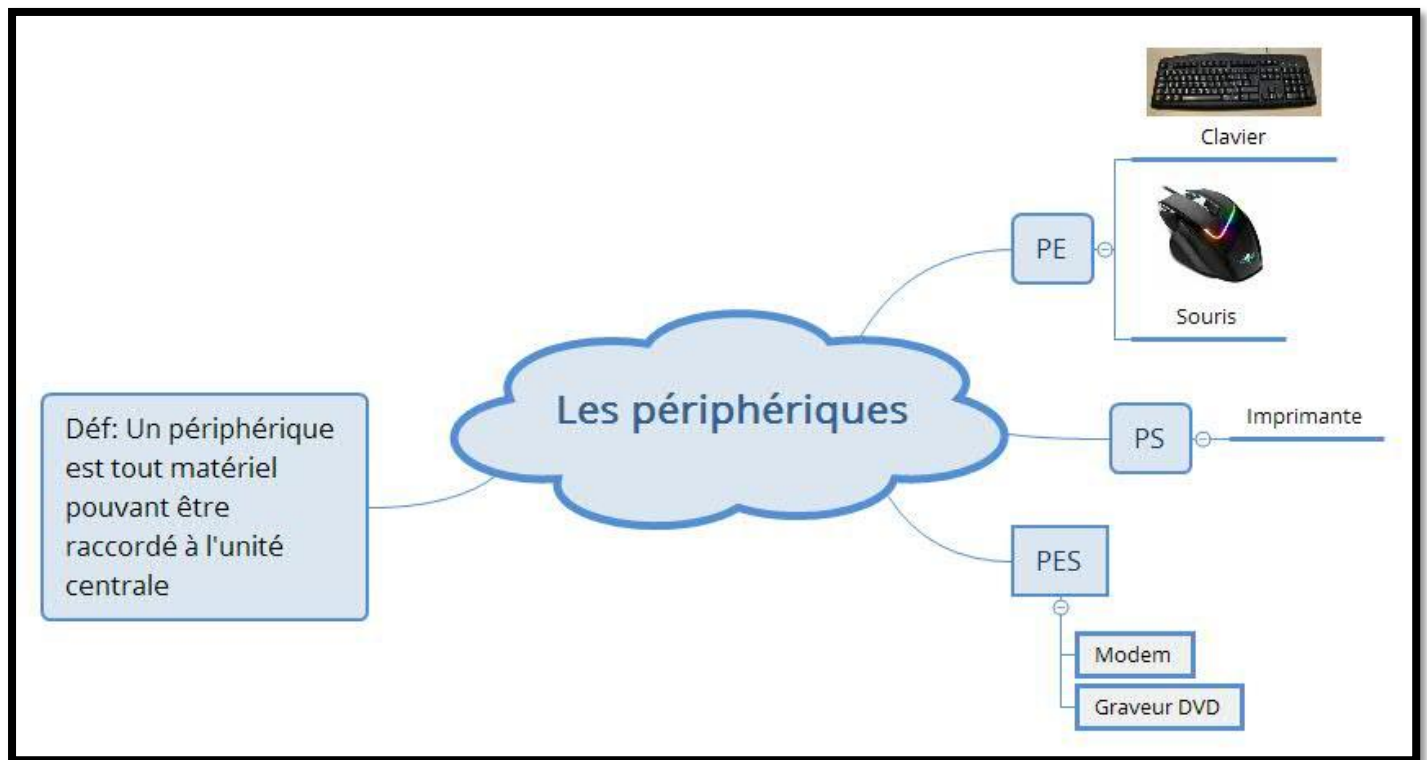 Les périphériques
Déf: Un périphérique
est tout matériel
pouvant être
raccordé à l'unité
centrale
PE
Clavier
Souris
PS
Imprimante
PES
Modem
Graveur DVD